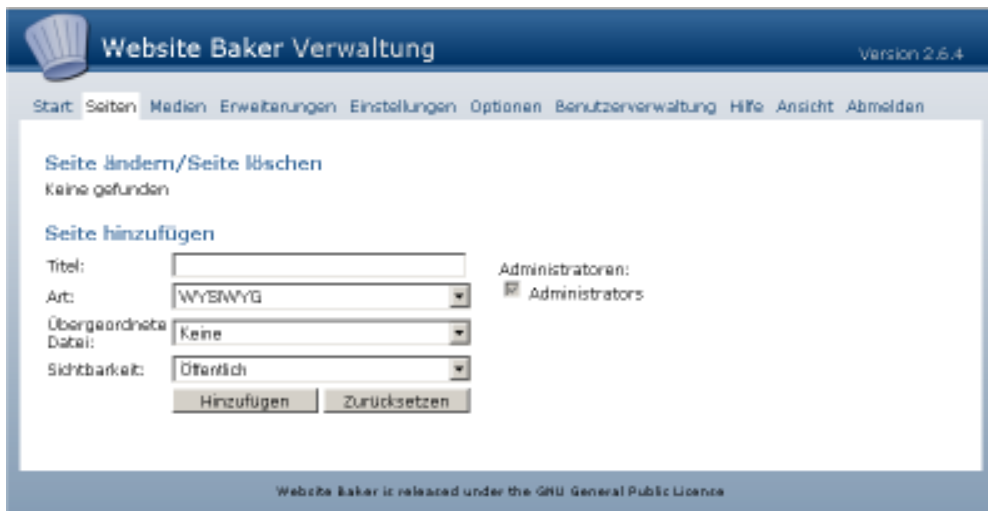 Website Baker Verwaltung
Version 2.6.4
Start Seiten Medien Erweiterungen Einstellungen Optionen Benutzerverwaltung Hilfe Ansicht Abmelden
Seite ändern/Seite löschen
Keine gefunden
Seite hinzufügen
Titel:
Administratoren:
Art: WYSIWYG
Administrators
Übergeordnete
Datei: Keine
Sichtbarkeit: Öffentlich
Hinzufügen Zurücksetzen
Website Baker is released under the GNU General Public License